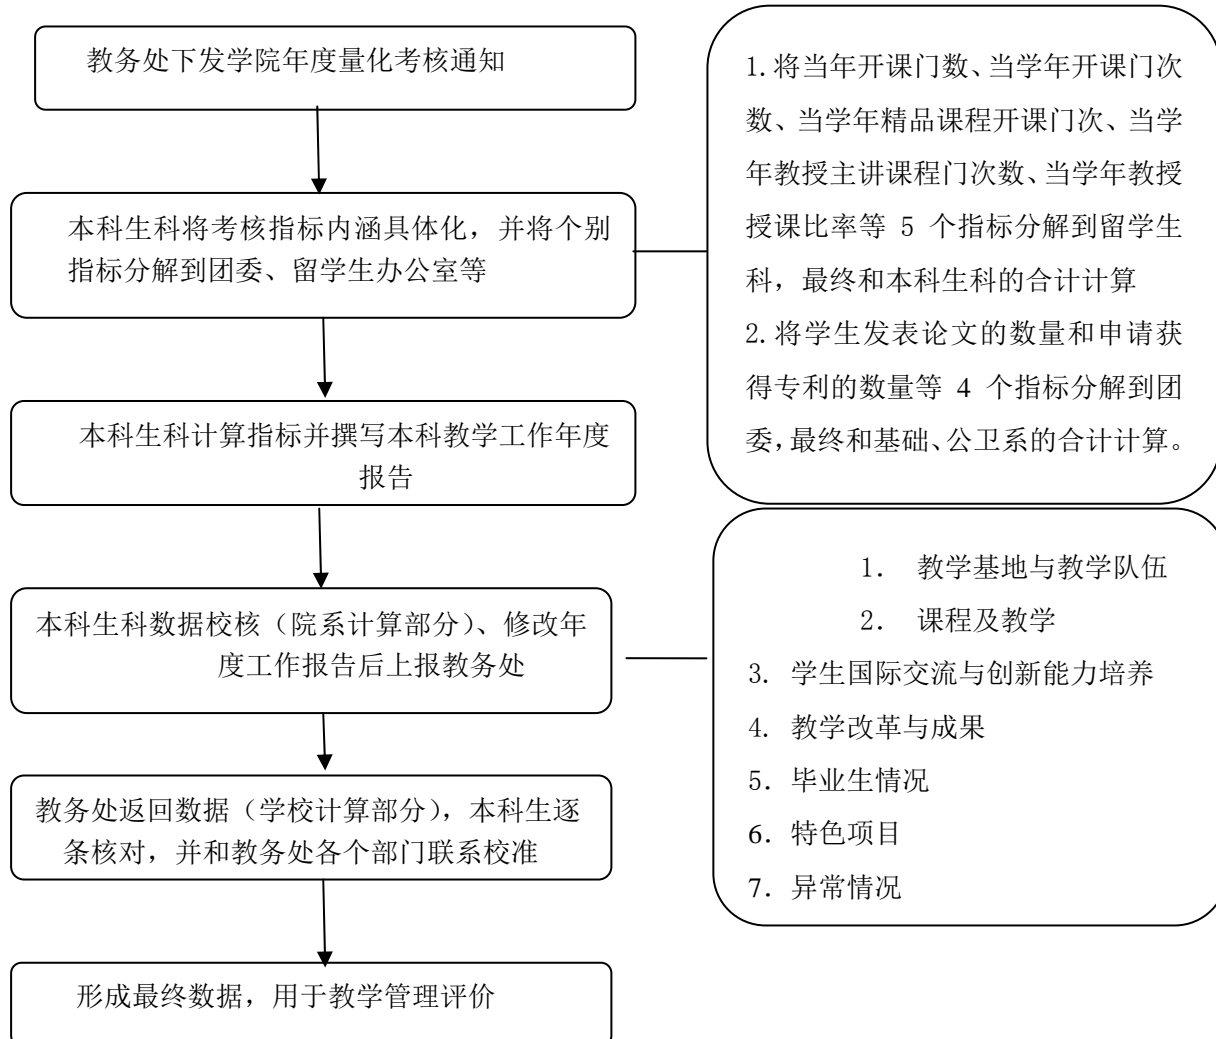 教务处下发学院年度量化考核通知
本科生科将考核指标内涵具体化，并将个别
指标分解到团委、留学生办公室等
1.将当年开课门数、当学年开课门次
数、当学年精品课程开课门次、当学
年教授主讲课程门次数、当学年教授
授课比率等 5 个指标分解到留学生
科，最终和本科生科的合计计算
2.将学生发表论文的数量和申请获
得专利的数量等 4 个指标分解到团
委，最终和基础、公卫系的合计计算。
本科生科计算指标并撰写本科教学工作年度
报告
本科生科数据校核（院系计算部分）、修改年
度工作报告后上报教务处
1. 教学基地与教学队伍
2. 课程及教学
3. 学生国际交流与创新能力培养
4. 教学改革与成果
5. 毕业生情况
6. 特色项目
7. 异常情况
教务处返回数据（学校计算部分），本科生逐
条核对，并和教务处各个部门联系校准
形成最终数据，用于教学管理评价